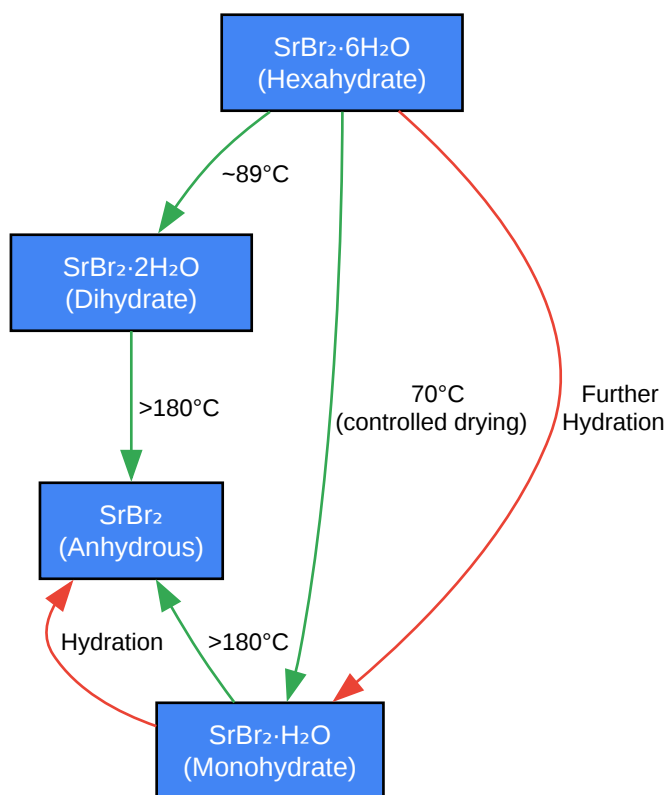 SrBr₂·6H₂O
(Hexahydrate)
~89°C
SrBr₂·2H₂O
(Dihydrate)
>180°C
70°C
(controlled drying)
Further
Hydration
SrBr₂
(Anhydrous)
Hydration
>180°C
SrBr₂·H₂O
(Monohydrate)